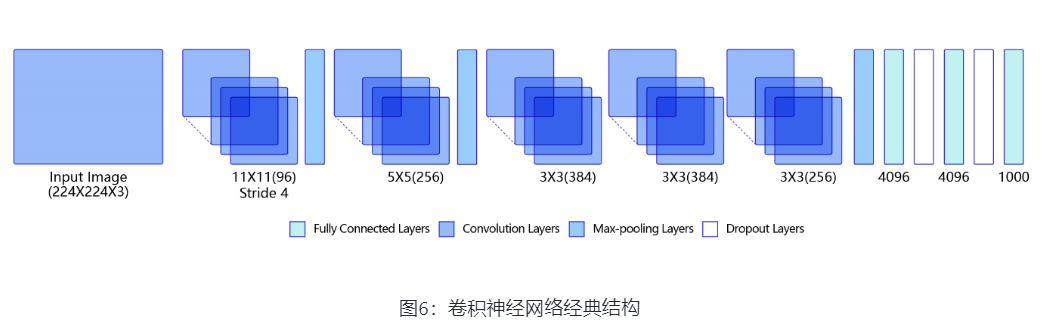 Input Image
(224X224X3)
11X11(96)
Stride 4
5X5(256)
3X3(384)
3X3(384)
3X3(256)
4096
4096
1000
Fully Connected Layers
Convolution Layers
Max-pooling Layers
Dropout Layers
图6：卷积神经网络经典结构